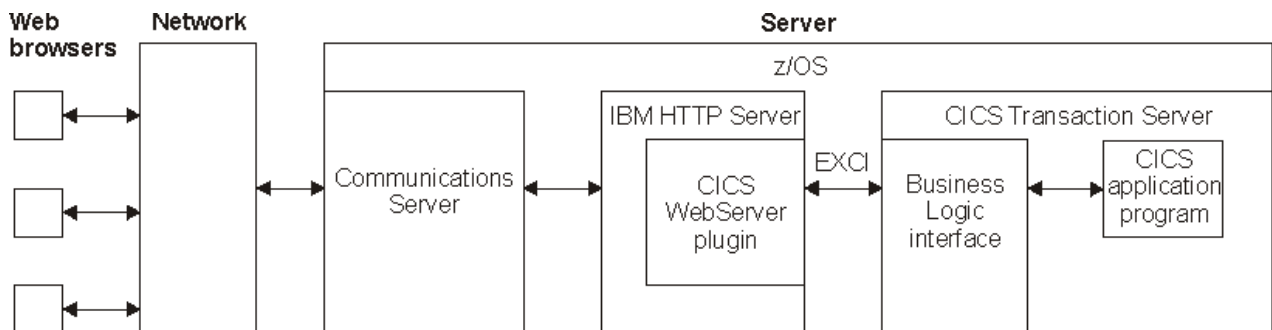 Web
browsers
Network
Server
z/OS
IBM HTTP Server
CICS Transaction Server
Communications
Server
CICS
WebServer
plugin
EXCI
Business
Logic
interface
CICS
application
program